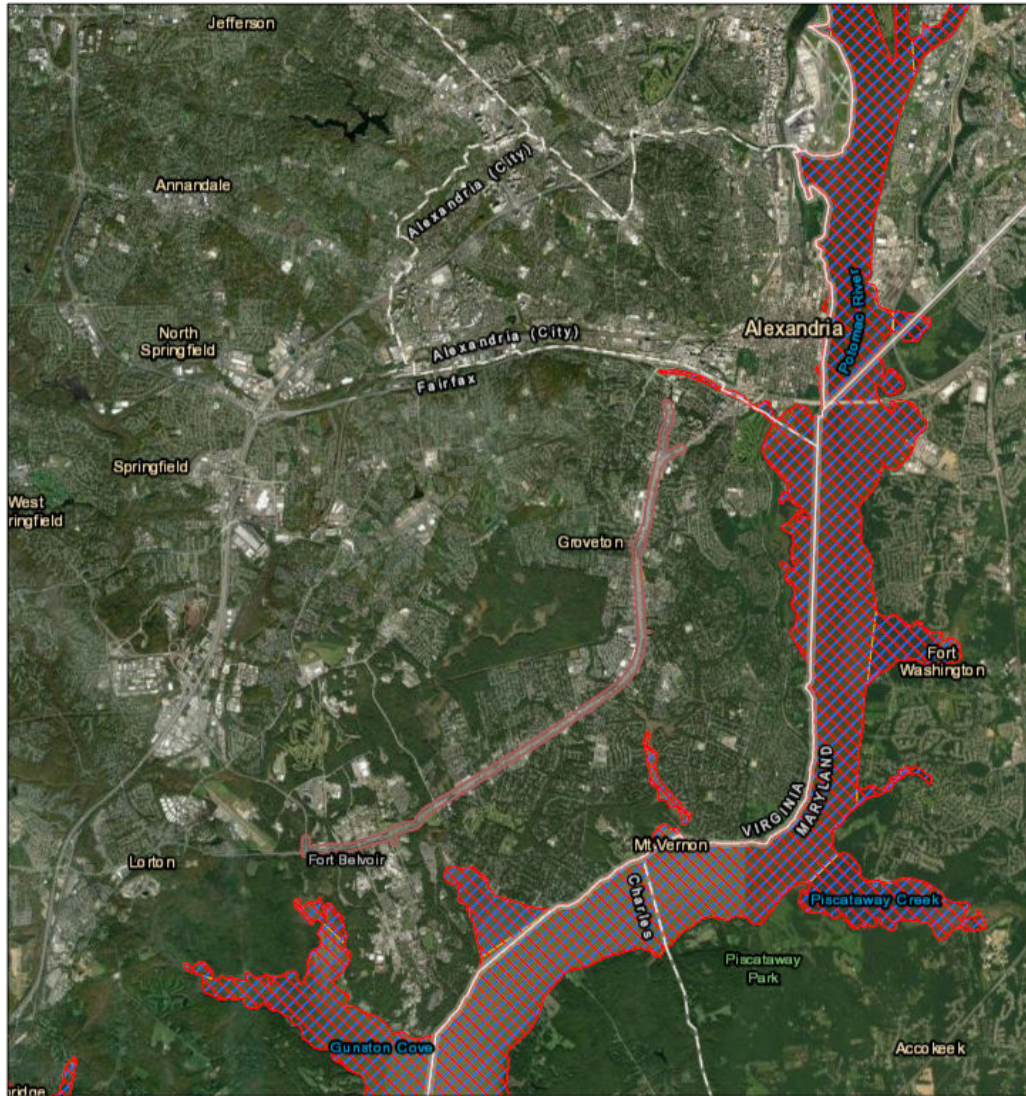 Jefferson
Annandale
Alexandria (City)
North
Springfield
Alexandria (City)
Fairfax
Alexandria
Potomac River
Springfield
West
ringfield
Groveton
Fort
Washington
VIRGINIA
MARYLAND
Mt Vernon
Lorton
Fort Belvoir
Charles
Piscataway Creek
Piscataway
Park
Gunston Cove
Accokeek
bridge